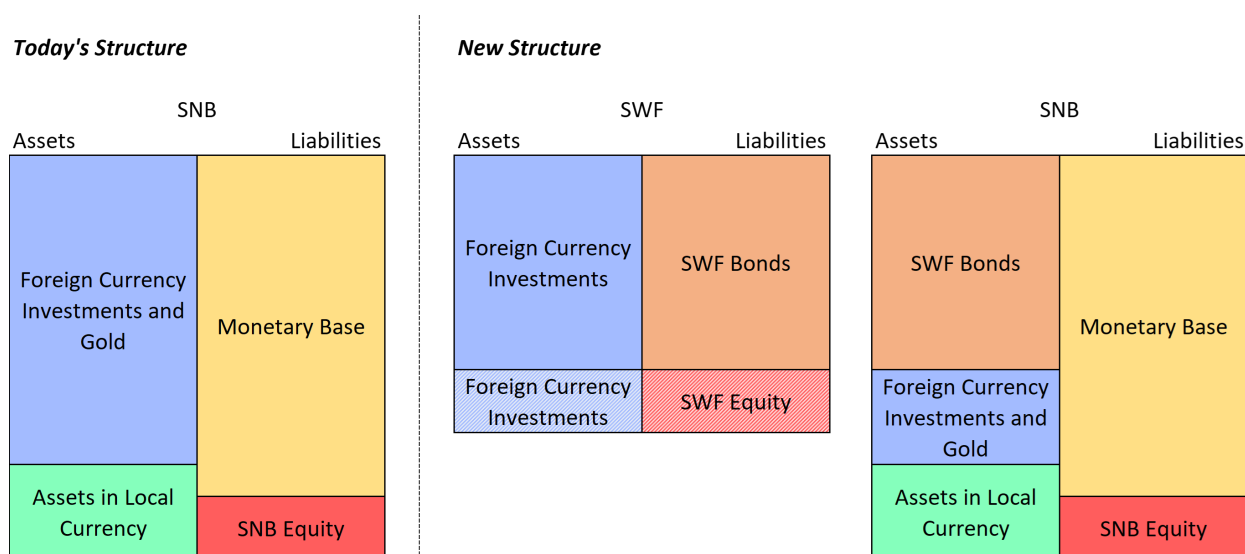 Today's Structure
New Structure
SNB
Assets
Liabilities
Foreign Currency
Investments and
Gold
Monetary Base
Assets in Local
Currency
SNB Equity
SWF
Assets
Liabilities
Foreign Currency
Investments
SWF Bonds
Foreign Currency
Investments
SWF Equity
SNB
Assets
Liabilities
SWF Bonds
Monetary Base
Foreign Currency
Investments and
Gold
Assets in Local
Currency
SNB Equity